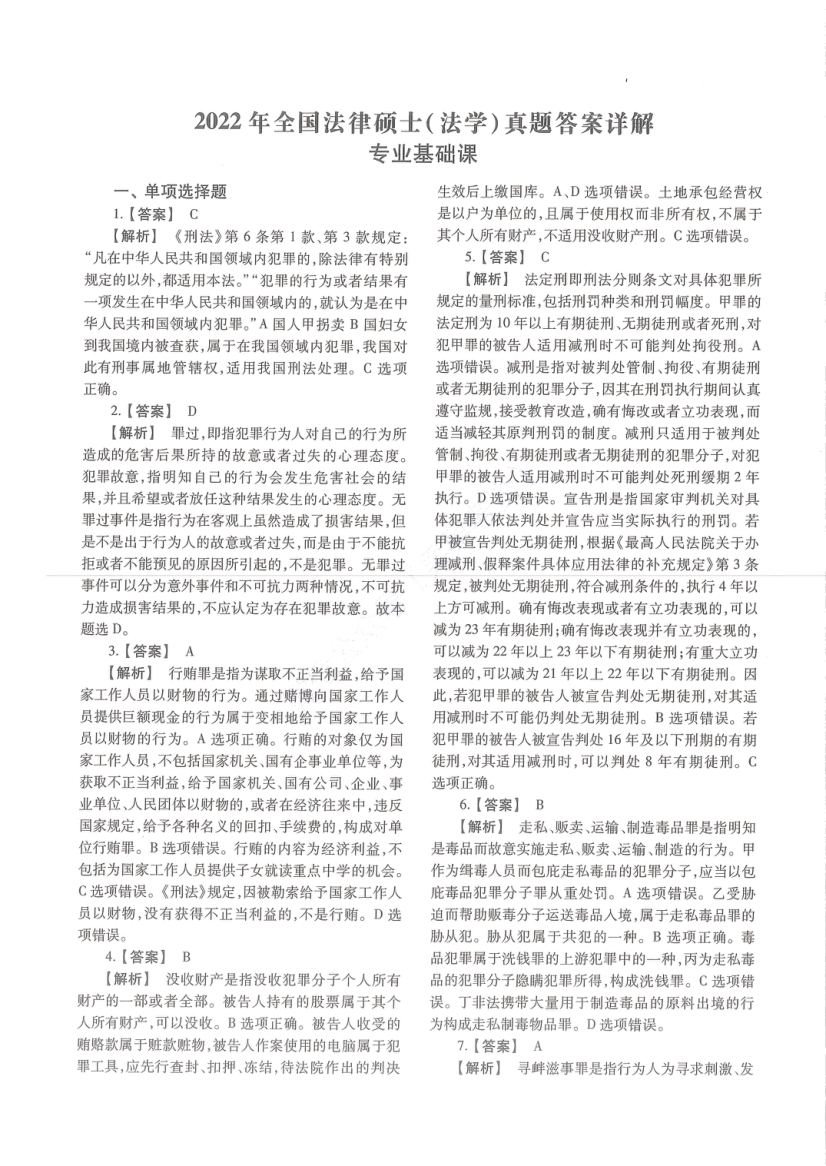 2022 年全国法律硕士(法学)真题答案详解
专业基础课
一、单项选择题
1.【答案】 C
【解析】 《刑法》第 6 条第 1 款、第 3 款规定:
“凡在中华人民共和国领域内犯罪的,除法律有特别
规定的以外,都适用本法。”“犯罪的行为或者结果有
一项发生在中华人民共和国领域内的,就认为是在中
华人民共和国领域内犯罪。”A 国人甲拐卖 B 国妇女
到我国境内被查获,属于在我国领域内犯罪,我国对
此有刑事属地管辖权,适用我国刑法处理。C 选项
正确。
2.【答案】 D
【解析】 罪过,即指犯罪行为人对自己的行为所
造成的危害后果所持的故意或者过失的心理态度。
犯罪故意,指明知自己的行为会发生危害社会的结
果,并且希望或者放任这种结果发生的心理态度。无
罪过事件是指行为在客观上虽然造成了损害结果,但
是不是出于行为人的故意或者过失,而是由于不能抗
拒或者不能预见的原因所引起的,不是犯罪。无罪过
事件可以分为意外事件和不可抗力两种情况,不可抗
力造成损害结果的,不应认定为存在犯罪故意。故本
题选 D。
3.【答案】 A
【解析】 行贿罪是指为谋取不正当利益,给予国
家工作人员以财物的行为。通过赌博向国家工作人
员提供巨额现金的行为属于变相地给予国家工作人
员以财物的行为。A 选项正确。行贿的对象仅为国
家工作人员,不包括国家机关、国有企事业单位等,为
获取不正当利益,给予国家机关、国有公司、企业、事
业单位、人民团体以财物的,或者在经济往来中,违反
国家规定,给予各种名义的回扣、手续费的,构成对单
位行贿罪。B 选项错误。行贿的内容为经济利益,不
包括为国家工作人员提供子女就读重点中学的机会。
C 选项错误。《刑法》规定,因被勒索给予国家工作人
员以财物,没有获得不正当利益的,不是行贿。D 选
项错误。
4.【答案】 B
【解析】 没收财产是指没收犯罪分子个人所有
财产的一部或者全部。被告人持有的股票属于其个
人所有财产,可以没收。B 选项正确。被告人收受的
贿赂款属于赃款赃物,被告人作案使用的电脑属于犯
罪工具,应先行查封、扣押、冻结,待法院作出的判决
生效后上缴国库。A、D 选项错误。土地承包经营权
是以户为单位的,且属于使用权而非所有权,不属于
其个人所有财产,不适用没收财产刑。C 选项错误。
5.【答案】 C
【解析】 法定刑即刑法分则条文对具体犯罪所
规定的量刑标准,包括刑罚种类和刑罚幅度。甲罪的
法定刑为 10 年以上有期徒刑、无期徒刑或者死刑,对
犯甲罪的被告人适用减刑时不可能判处拘役刑。A
选项错误。减刑是指对被判处管制、拘役、有期徒刑
或者无期徒刑的犯罪分子,因其在刑罚执行期间认真
遵守监规,接受教育改造,确有悔改或者立功表现,而
适当减轻其原判刑罚的制度。减刑只适用于被判处
管制、拘役、有期徒刑或者无期徒刑的犯罪分子,对犯
甲罪的被告人适用减刑时不可能判处死刑缓期 2 年
执行。D 选项错误。宣告刑是指国家审判机关对具
体犯罪人依法判处并宣告应当实际执行的刑罚。若
甲被宣告判处无期徒刑,根据《最高人民法院关于办
理减刑、假释案件具体应用法律的补充规定》第 3 条
规定,被判处无期徒刑,符合减刑条件的,执行 4 年以
上方可减刑。确有悔改表现或者有立功表现的,可以
减为 23 年有期徒刑;确有悔改表现并有立功表现的,
可以减为 22 年以上 23 年以下有期徒刑;有重大立功
表现的,可以减为 21 年以上 22 年以下有期徒刑。因
此,若犯甲罪的被告人被宣告判处无期徒刑,对其适
用减刑时不可能仍判处无期徒刑。B 选项错误。若
犯甲罪的被告人被宣告判处 16 年及以下刑期的有期
徒刑,对其适用减刑时,可以判处 8 年有期徒刑。C
选项正确。
6.【答案】 B
【解析】 走私、贩卖、运输、制造毒品罪是指明知
是毒品而故意实施走私、贩卖、运输、制造的行为。甲
作为缉毒人员而包庇走私毒品的犯罪分子,应当以包
庇毒品犯罪分子罪从重处罚。A 选项错误。乙受胁
迫而帮助贩毒分子运送毒品入境,属于走私毒品罪的
胁从犯。胁从犯属于共犯的一种。B 选项正确。毒
品犯罪属于洗钱罪的上游犯罪中的一种,丙为走私毒
品的犯罪分子隐瞒犯罪所得,构成洗钱罪。C 选项错
误。丁非法携带大量用于制造毒品的原料出境的行
为构成走私制毒物品罪。D 选项错误。
7.【答案】 A
【解析】 寻衅滋事罪是指行为人为寻求刺激、发